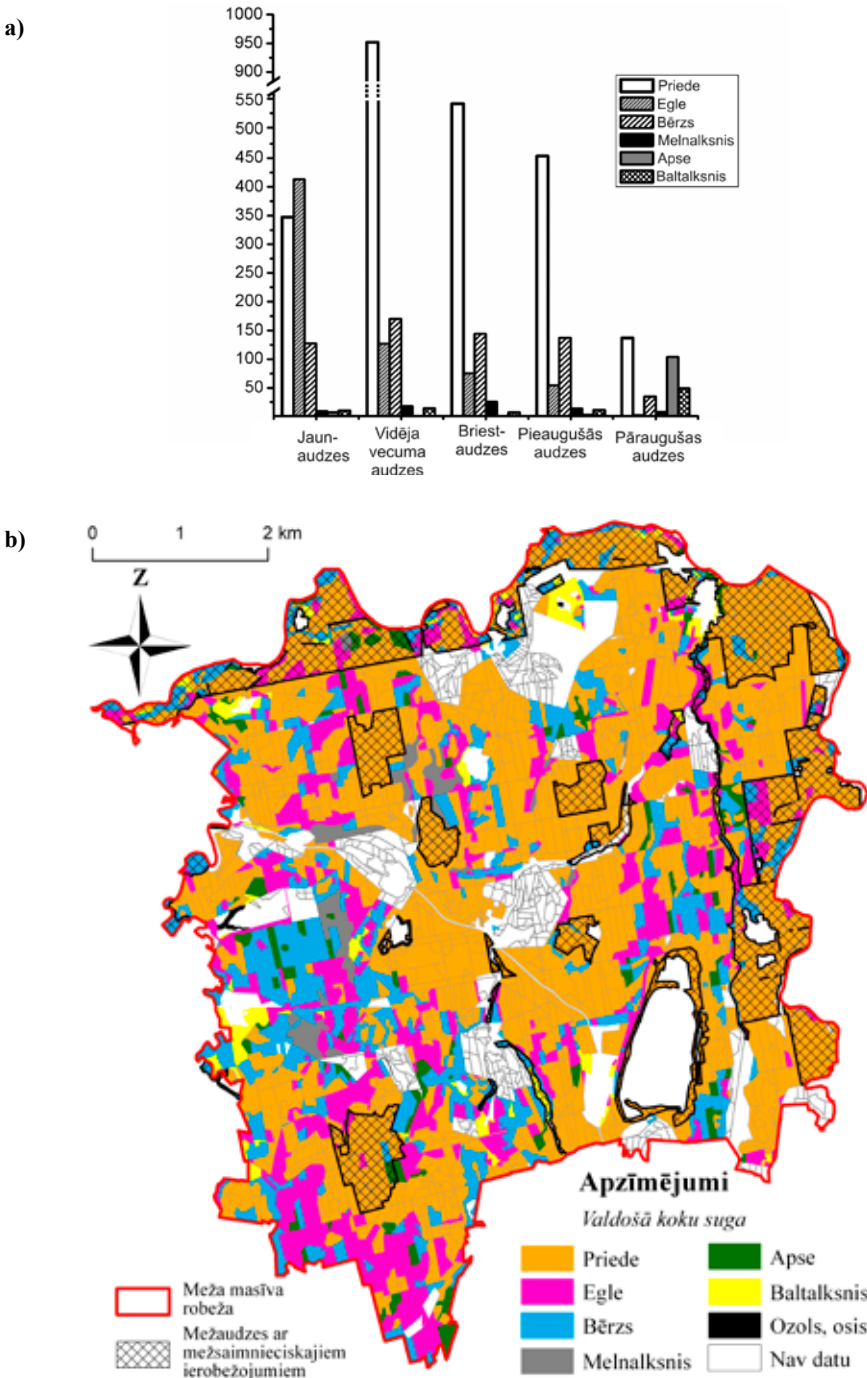 a)
1000
950
900
550
500
450
400
350
300
250
200
150
100
50
Priede
Egle
Bērzs
Melnalksnis
Apse
Baltalksnis
Jaun-
audzes
Vidēja
vecuma
audzes
Briest-
audzes
Pieaugušās
audzes
Pāraugušas
audzes
b)
0 1 2 km
Z
Apzīmējumi
Valdošā koku suga
Priede
Egle
Bērzs
Melnalksnis
Apse
Baltalksnis
Ozols, osis
Nav datu
Meža masīva
robeža
Mežaudzes ar
mežsaimnieciskajiem
ierobežojumiem